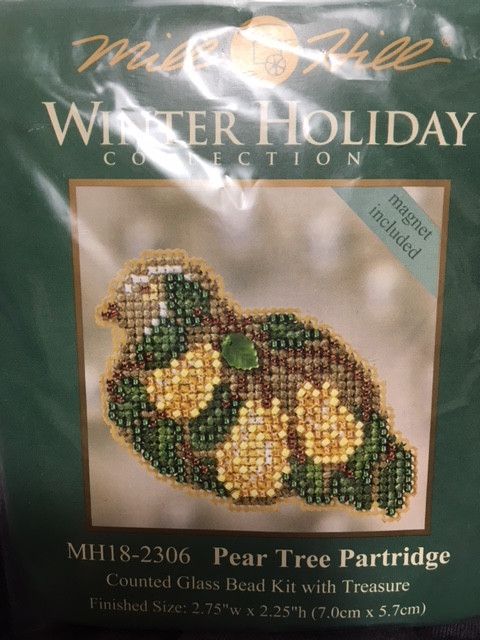 Mill Hill
WINTER HOLIDAY
COLLECTION
magnet
included
MH18-2306 Pear Tree Partridge
Counted Glass Bead Kit with Treasure
Finished Size: 2.75"w x 2.25"h (7.0cm x 5.7cm)